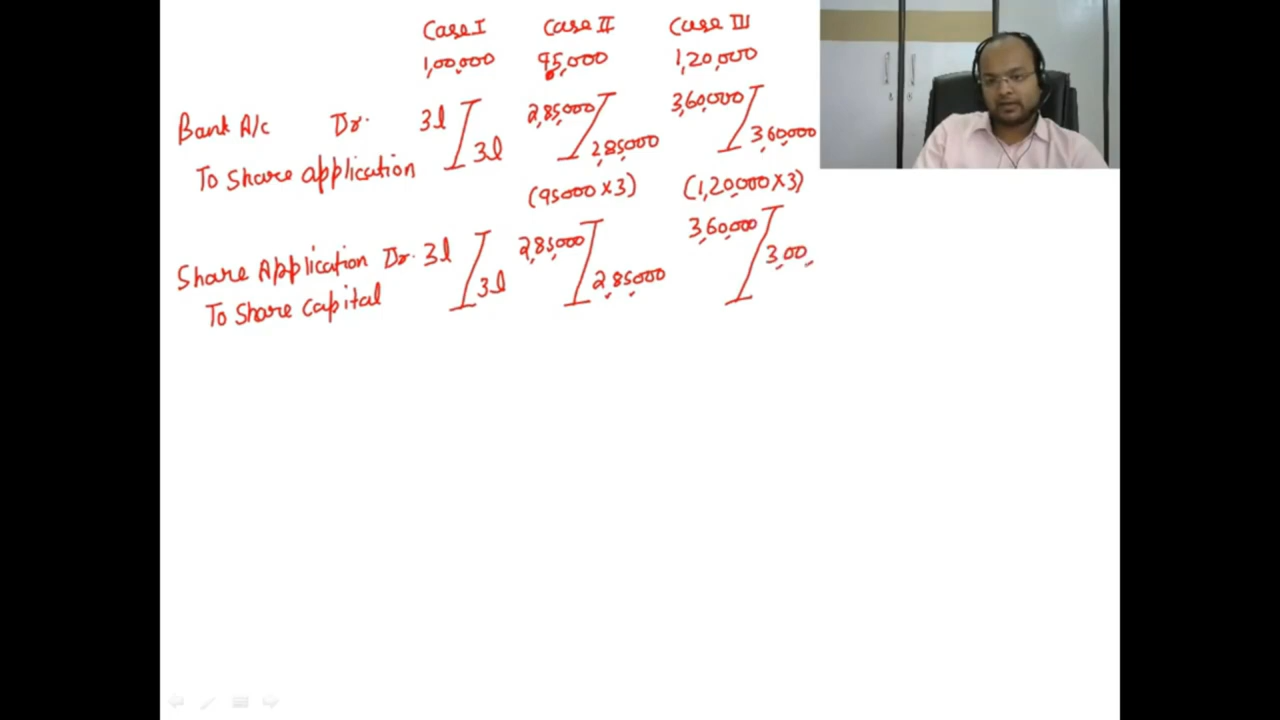 Case I Case II Case III
1,00,000 95,000 1,20,000
Bank A/c Dr. 3l 2,85,000 3,60,000
To Share application 3l 2,85,000 3,60,000
(95000 x 3) (1,20,000 x 3)
Share Application Dr. 3l 2,85,000 3,60,000
To Share capital 3l 2,85,000 3,00,